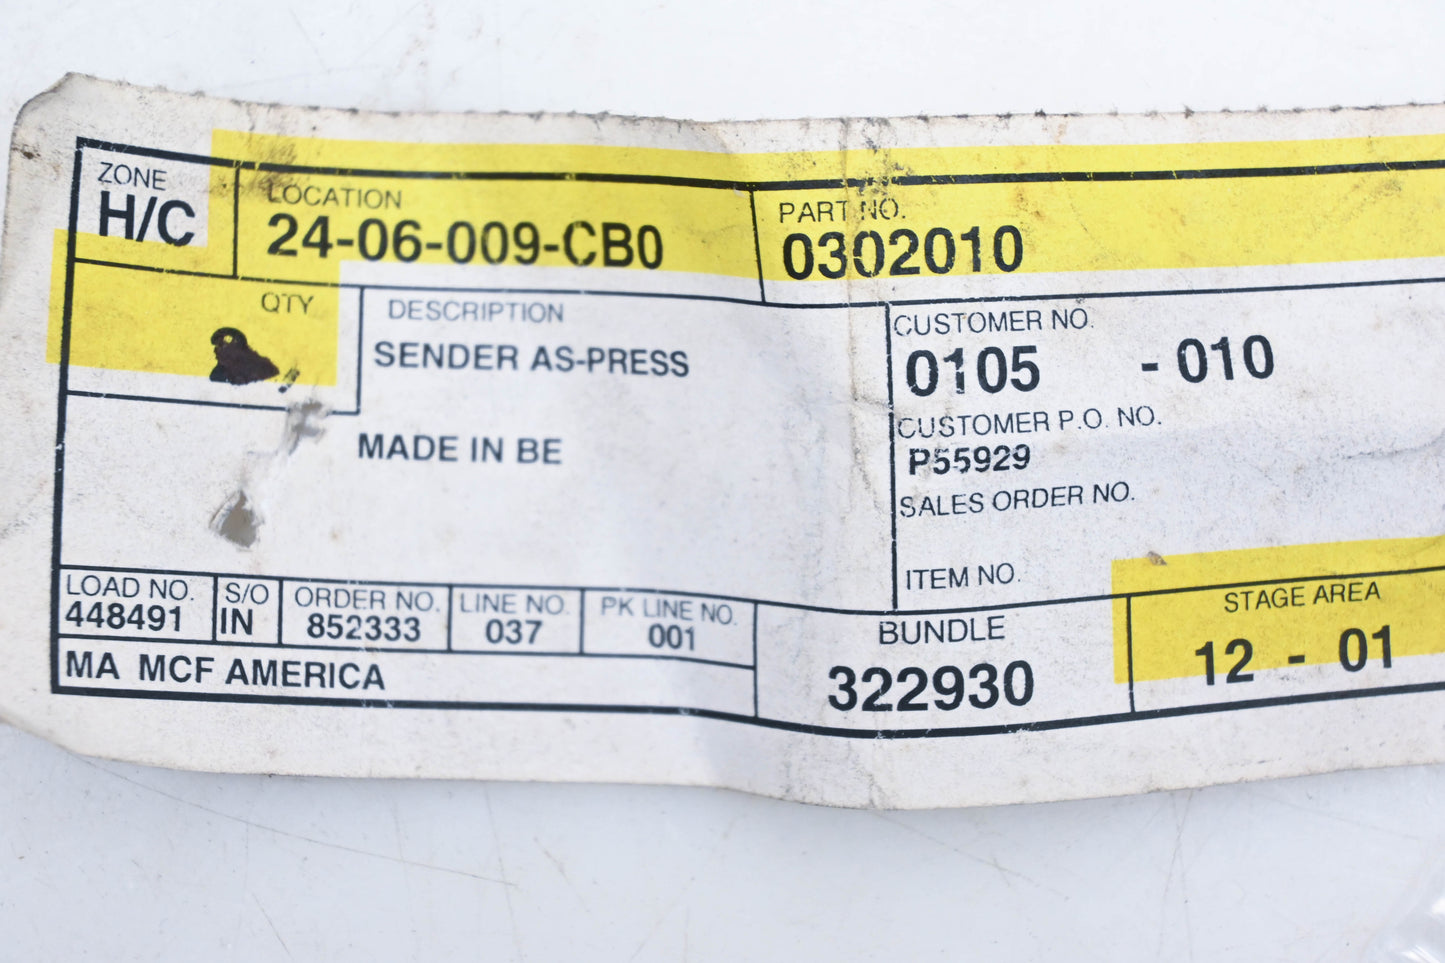 ZONE
H/C
LOCATION
24-06-009-CB0
PART NO.
0302010
QTY
DESCRIPTION
SENDER AS-PRESS
MADE IN BE
CUSTOMER NO.
0105 - 010
CUSTOMER P.O. NO.
P55929
SALES ORDER NO.
ITEM NO.
LOAD NO.
448491
S/O
IN
ORDER NO.
852333
LINE NO.
037
PK LINE NO.
001
MA MCF AMERICA
BUNDLE
322930
STAGE AREA
12 - 01